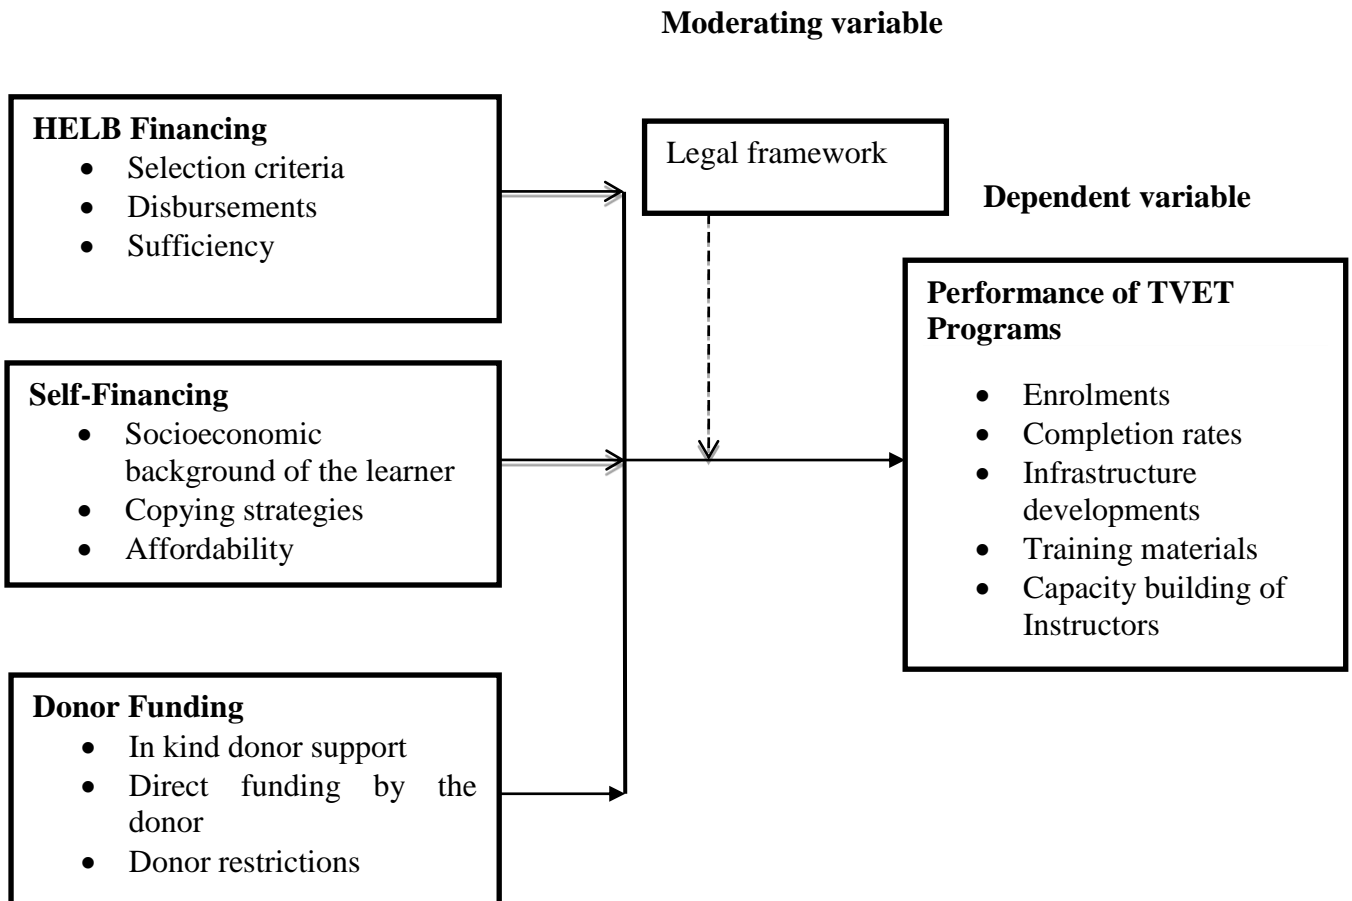 Moderating variable
HELB Financing
• Selection criteria
• Disbursements
• Sufficiency
Legal framework
Dependent variable
Self-Financing
• Socioeconomic
background of the learner
• Copying strategies
• Affordability
Performance of TVET
Programs
• Enrolments
• Completion rates
• Infrastructure
developments
• Training materials
• Capacity building of
Instructors
Donor Funding
• In kind donor support
• Direct funding by the
donor
• Donor restrictions